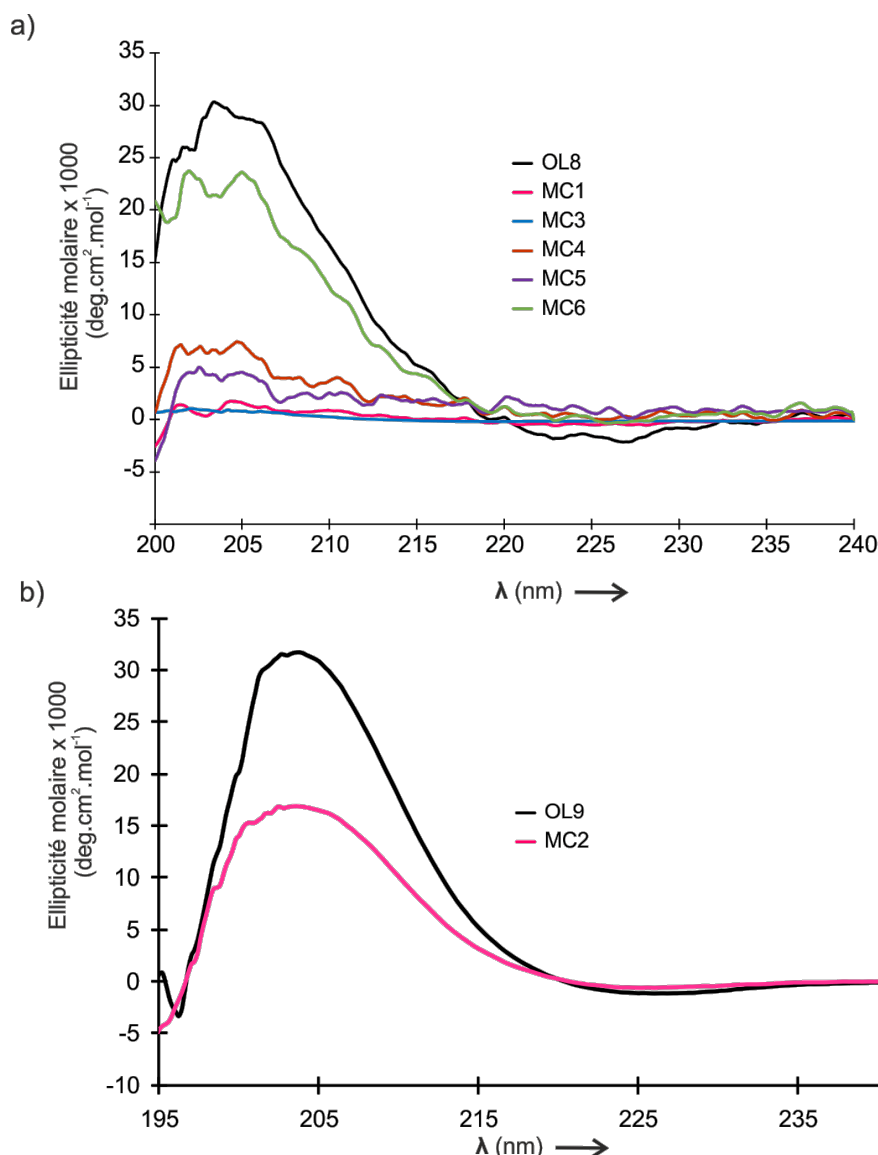 a)
Ellipticité molaire x 1000
(deg.cm².mol⁻¹)
35
30
25
20
15
10
5
0
-5
OL8
MC1
MC3
MC4
MC5
MC6
200 205 210 215 220 225 230 235 240
λ (nm)
b)
Ellipticité molaire x 1000
(deg.cm².mol⁻¹)
35
30
25
20
15
10
5
0
-5
-10
OL9
MC2
195 205 215 225 235
λ (nm)